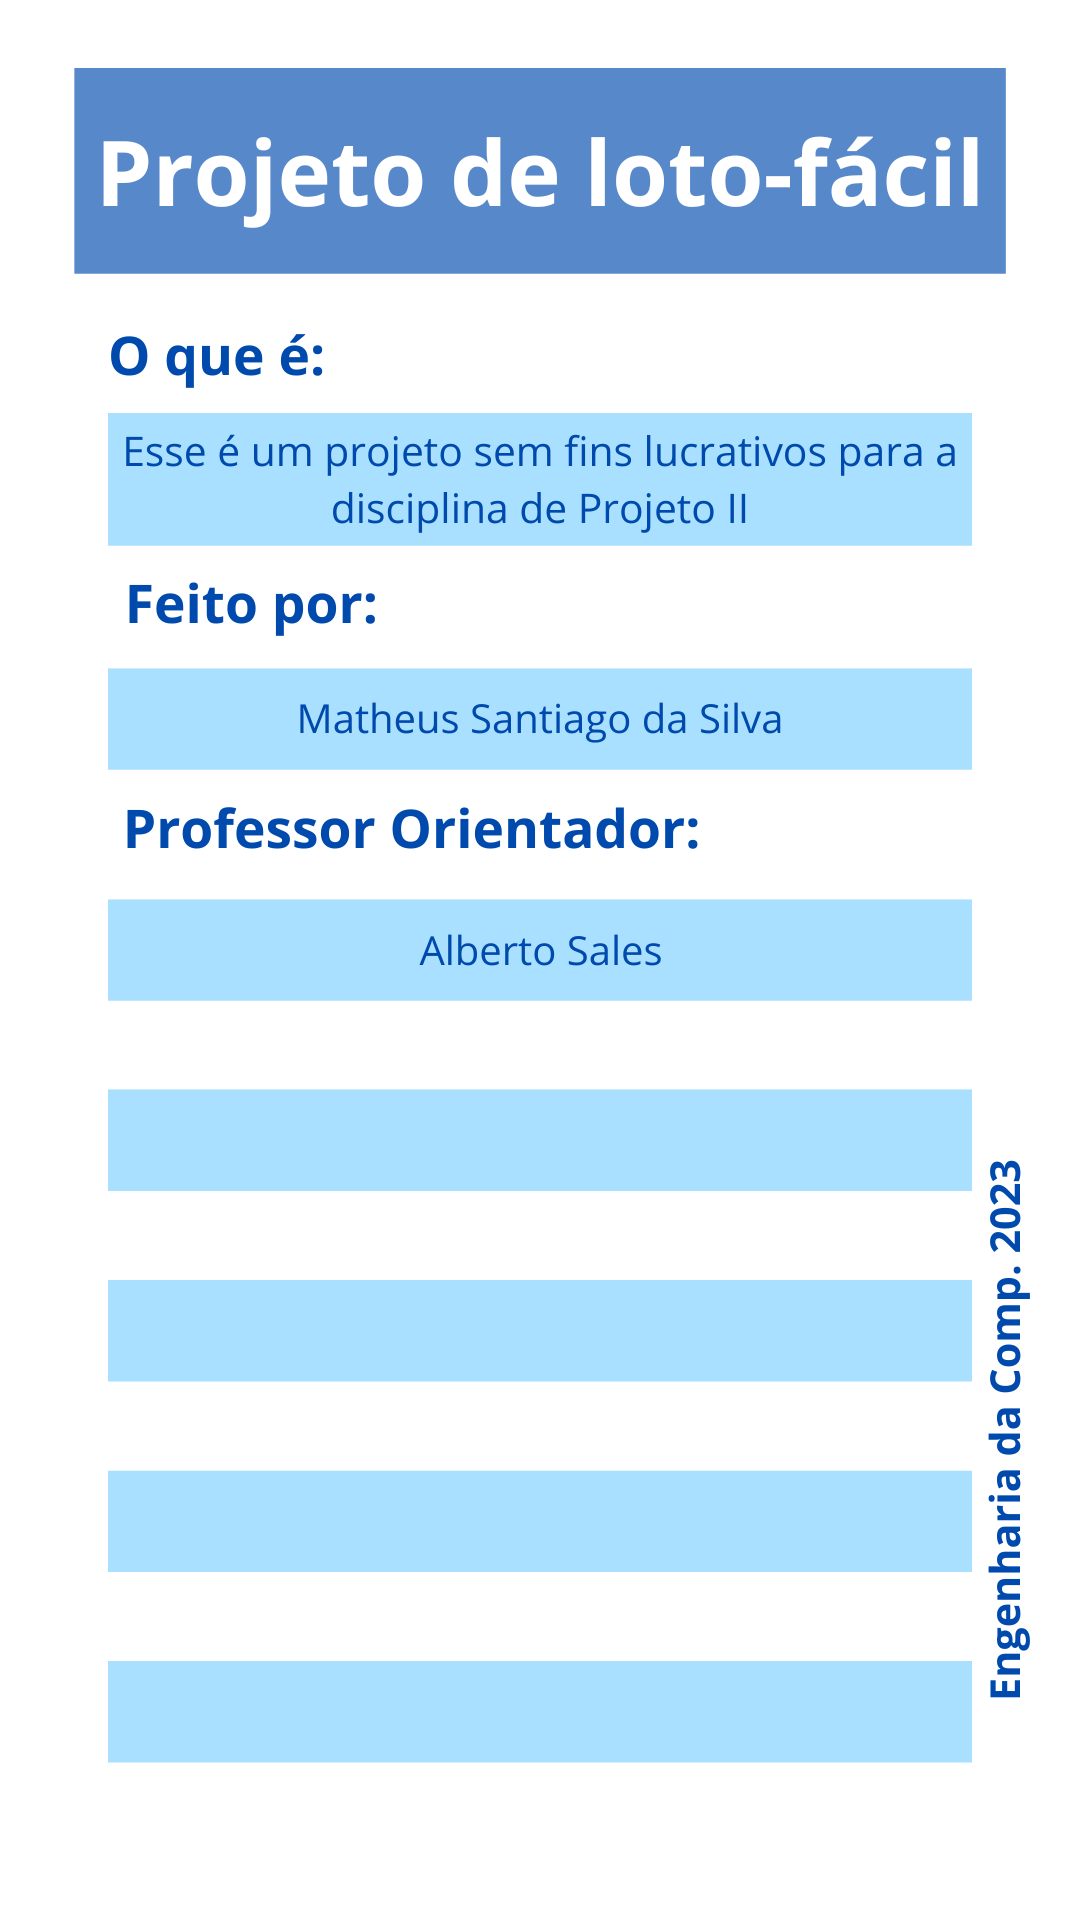 Projeto de loto-fácil
O que é:
Esse é um projeto sem fins lucrativos para a
disciplina de Projeto II
Feito por:
Matheus Santiago da Silva
Professor Orientador:
Alberto Sales
Engenharia da Comp. 2023